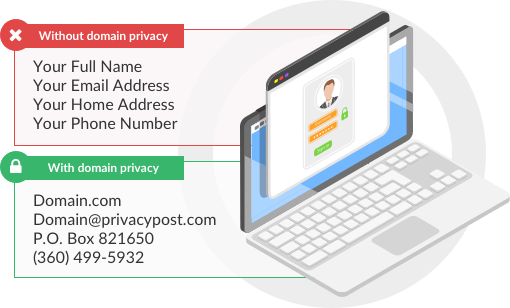 Without domain privacy
Your Full Name
Your Email Address
Your Home Address
Your Phone Number
With domain privacy
Domain.com
Domain@privacypost.com
P.O. Box 821650
(360) 499-5932